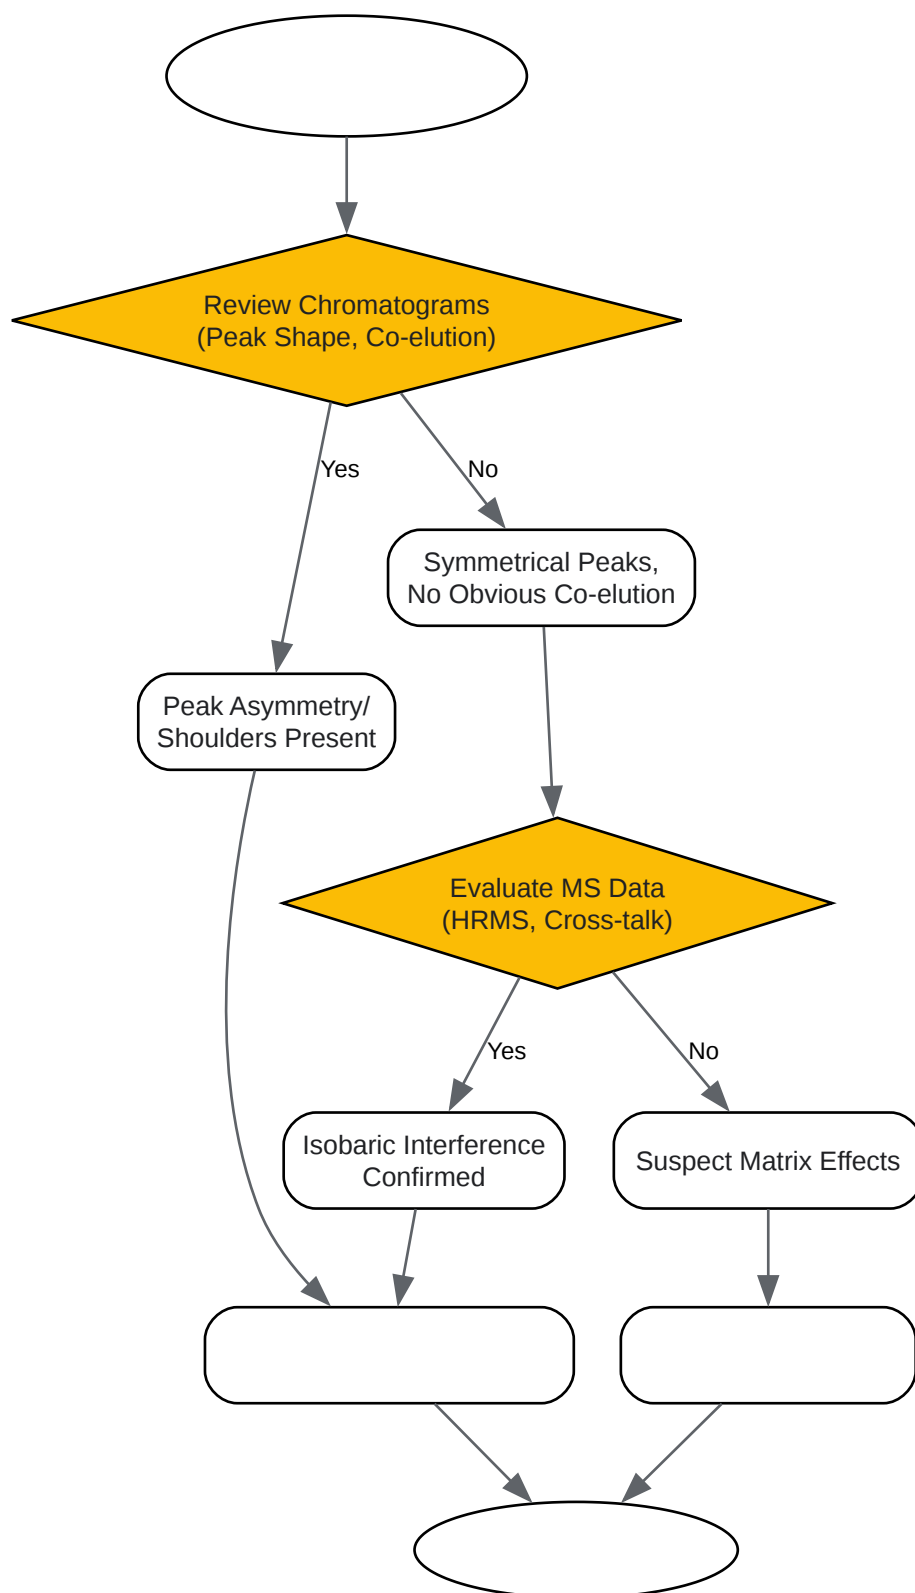 Review Chromatograms
(Peak Shape, Co-elution)
Yes
No
Symmetrical Peaks,
No Obvious Co-elution
Peak Asymmetry/
Shoulders Present
Evaluate MS Data
(HRMS, Cross-talk)
Yes
No
Isobaric Interference
Confirmed
Suspect Matrix Effects